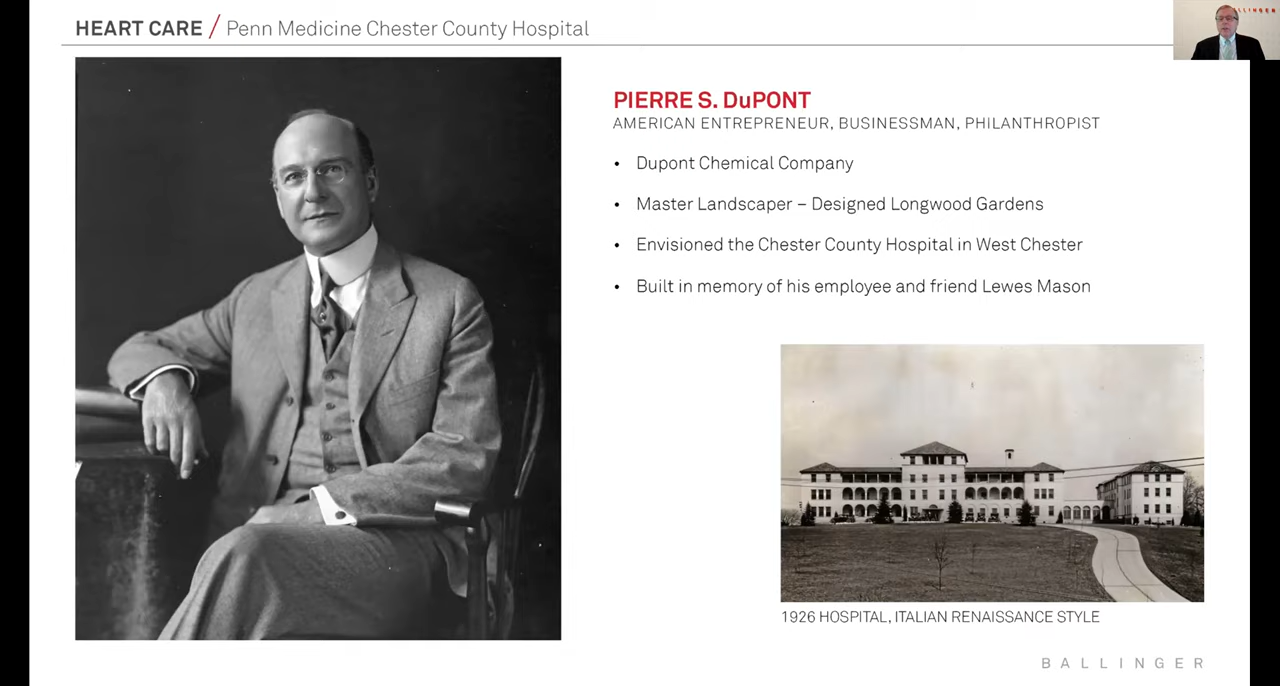 HEART CARE / Penn Medicine Chester County Hospital
PIERRE S. DuPONT
AMERICAN ENTREPRENEUR, BUSINESSMAN, PHILANTHROPIST
• Dupont Chemical Company
• Master Landscaper – Designed Longwood Gardens
• Envisioned the Chester County Hospital in West Chester
• Built in memory of his employee and friend Lewes Mason
1926 HOSPITAL, ITALIAN RENAISSANCE STYLE
BALLINGER